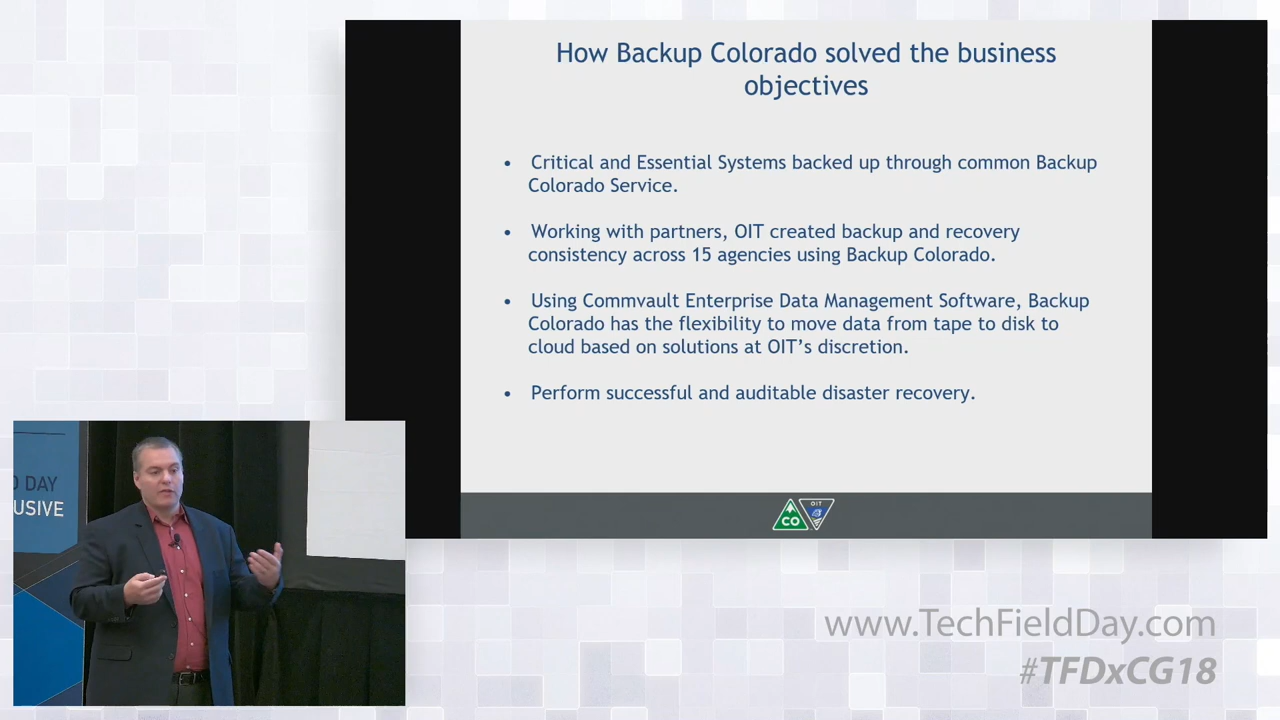 How Backup Colorado solved the business
objectives
• Critical and Essential Systems backed up through common Backup
Colorado Service.
• Working with partners, OIT created backup and recovery
consistency across 15 agencies using Backup Colorado.
• Using Commvault Enterprise Data Management Software, Backup
Colorado has the flexibility to move data from tape to disk to
cloud based on solutions at OIT’s discretion.
• Perform successful and auditable disaster recovery.
CO
OIT
D DAY
USIVE
www.TechFieldDay.com
#TFDxCG18